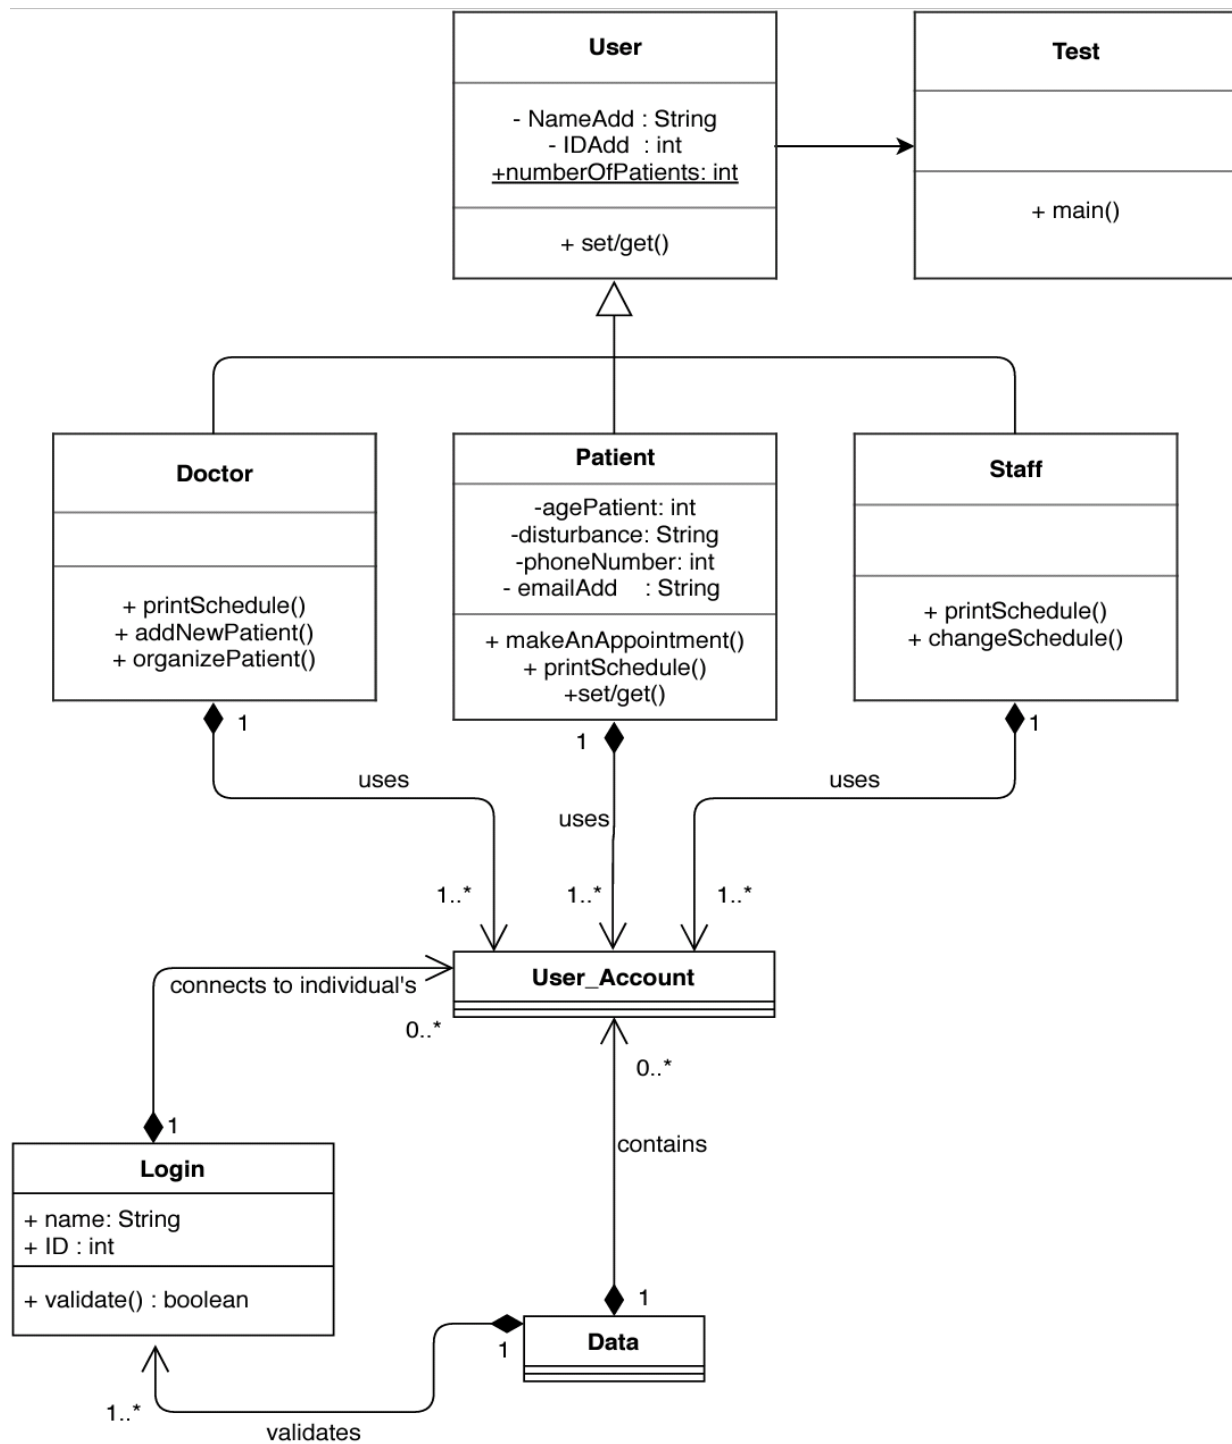 User
- NameAdd : String
- IDAdd : int
+numberOfPatients: int
+ set/get()
Test
+ main()
Doctor
+ printSchedule()
+ addNewPatient()
+ organizePatient()
Patient
-agePatient: int
-disturbance: String
-phoneNumber: int
- emailAdd : String
+ makeAnAppointment()
+ printSchedule()
+set/get()
Staff
+ printSchedule()
+ changeSchedule()
1
1
1
uses
uses
uses
1..*
1..*
1..*
User_Account
connects to individual's
0..*
0..*
1
contains
Login
+ name: String
+ ID : int
+ validate() : boolean
1
Data
1
1..*
validates